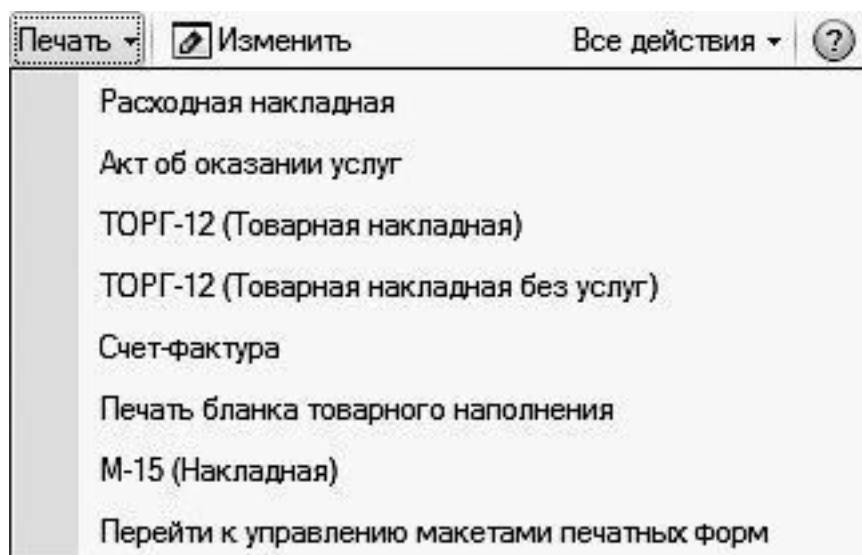 Печать Изменить Все действия ?
Расходная накладная
Акт об оказании услуг
ТОРГ-12 (Товарная накладная)
ТОРГ-12 (Товарная накладная без услуг)
Счет-фактура
Печать бланка товарного наполнения
М-15 (Накладная)
Перейти к управлению макетами печатных форм